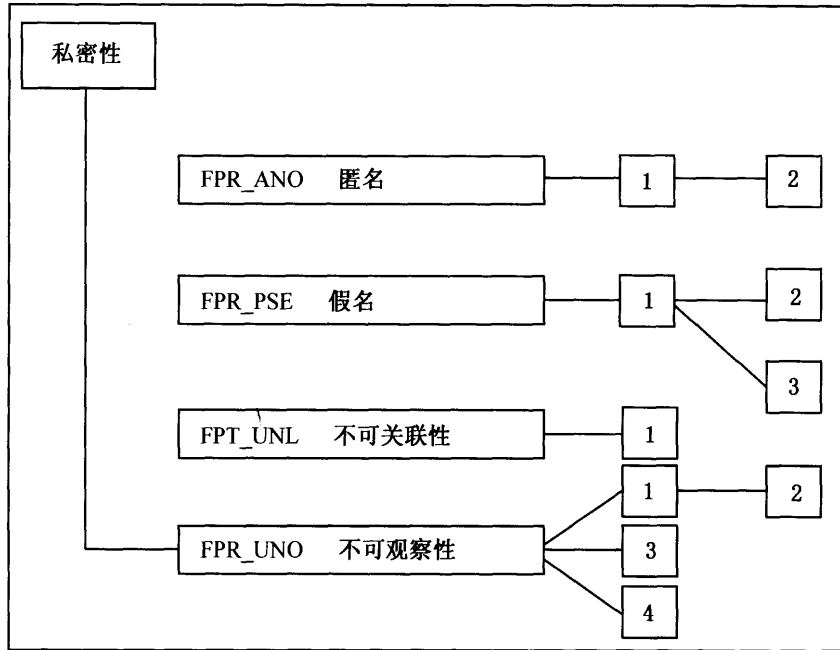 私密性
FPR_ANO 匿名 1 2
FPR_PSE 假名 1 2
3
FPT_UNL 不可关联性 1
1 2
FPR_UNO 不可观察性 3
4